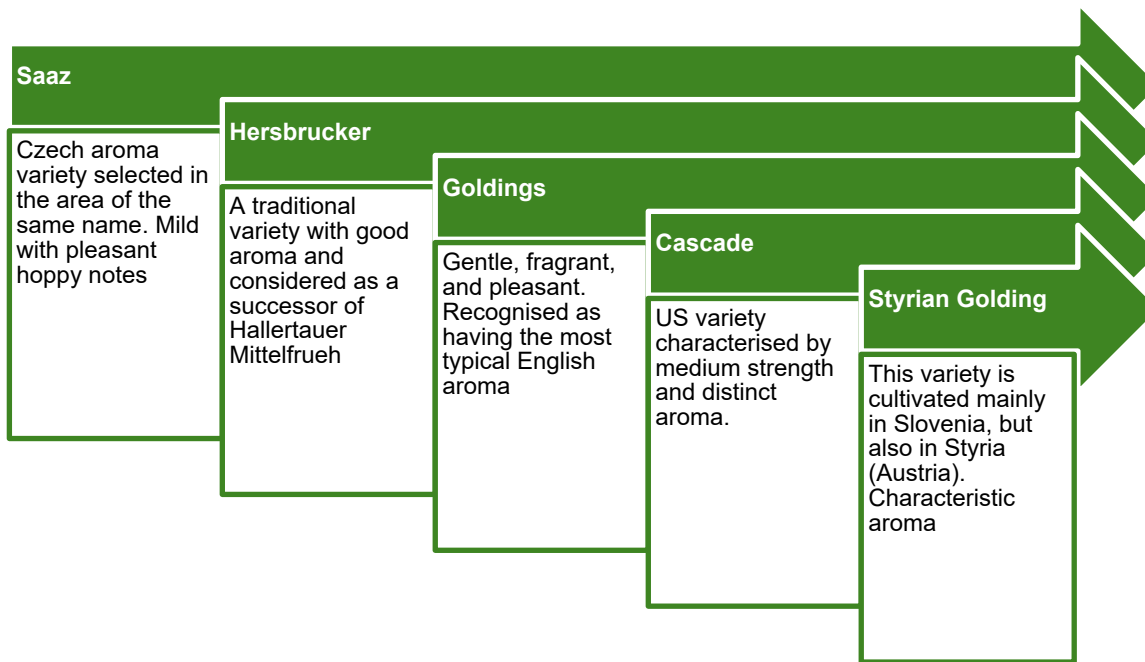 Saaz
Czech aroma
variety selected in
the area of the
same name. Mild
with pleasant
hoppy notes
Hersbrucker
A traditional
variety with good
aroma and
considered as a
successor of
Hallertauer
Mittelfrueh
Goldings
Gentle, fragrant,
and pleasant.
Recognised as
having the most
typical English
aroma
Cascade
US variety
characterised by
medium strength
and distinct
aroma.
Styrian Golding
This variety is
cultivated mainly
in Slovenia, but
also in Styria
(Austria).
Characteristic
aroma